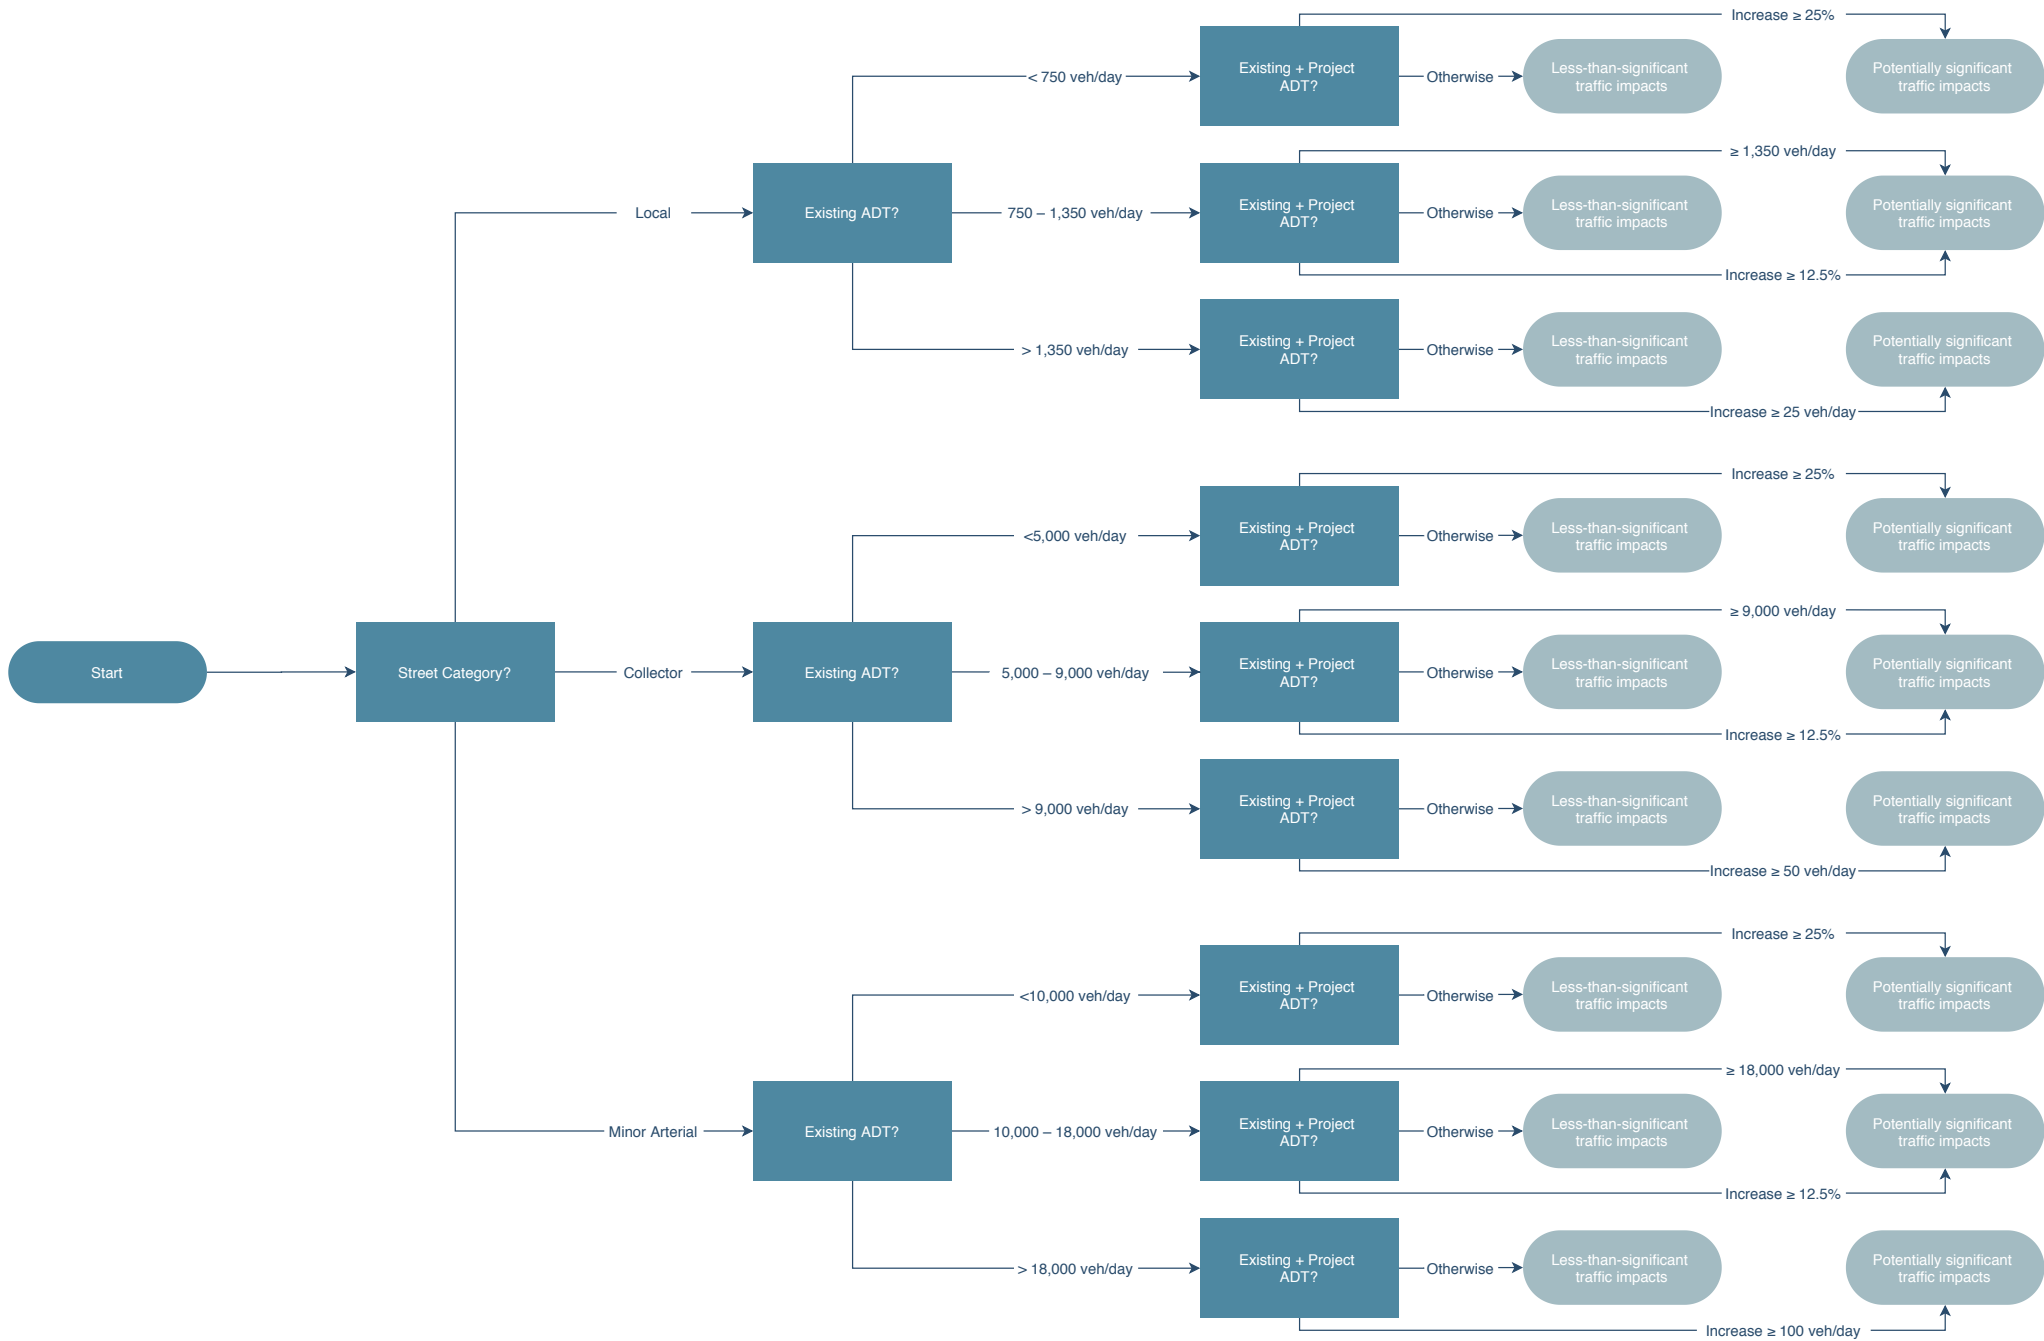 Start
Street Category?
Local
Existing ADT?
< 750 veh/day
Existing + Project
ADT?
Increase ≥ 25%
Otherwise
Less-than-significant
traffic impacts
Potentially significant
traffic impacts
750 – 1,350 veh/day
Existing + Project
ADT?
≥ 1,350 veh/day
Otherwise
Less-than-significant
traffic impacts
Potentially significant
traffic impacts
Increase ≥ 12.5%
> 1,350 veh/day
Existing + Project
ADT?
Otherwise
Less-than-significant
traffic impacts
Potentially significant
traffic impacts
Increase ≥ 25 veh/day
Collector
Existing ADT?
<5,000 veh/day
Existing + Project
ADT?
Increase ≥ 25%
Otherwise
Less-than-significant
traffic impacts
Potentially significant
traffic impacts
5,000 – 9,000 veh/day
Existing + Project
ADT?
≥ 9,000 veh/day
Otherwise
Less-than-significant
traffic impacts
Potentially significant
traffic impacts
Increase ≥ 12.5%
> 9,000 veh/day
Existing + Project
ADT?
Otherwise
Less-than-significant
traffic impacts
Potentially significant
traffic impacts
Increase ≥ 50 veh/day
Minor Arterial
Existing ADT?
<10,000 veh/day
Existing + Project
ADT?
Increase ≥ 25%
Otherwise
Less-than-significant
traffic impacts
Potentially significant
traffic impacts
10,000 – 18,000 veh/day
Existing + Project
ADT?
≥ 18,000 veh/day
Otherwise
Less-than-significant
traffic impacts
Potentially significant
traffic impacts
Increase ≥ 12.5%
> 18,000 veh/day
Existing + Project
ADT?
Otherwise
Less-than-significant
traffic impacts
Potentially significant
traffic impacts
Increase ≥ 100 veh/day